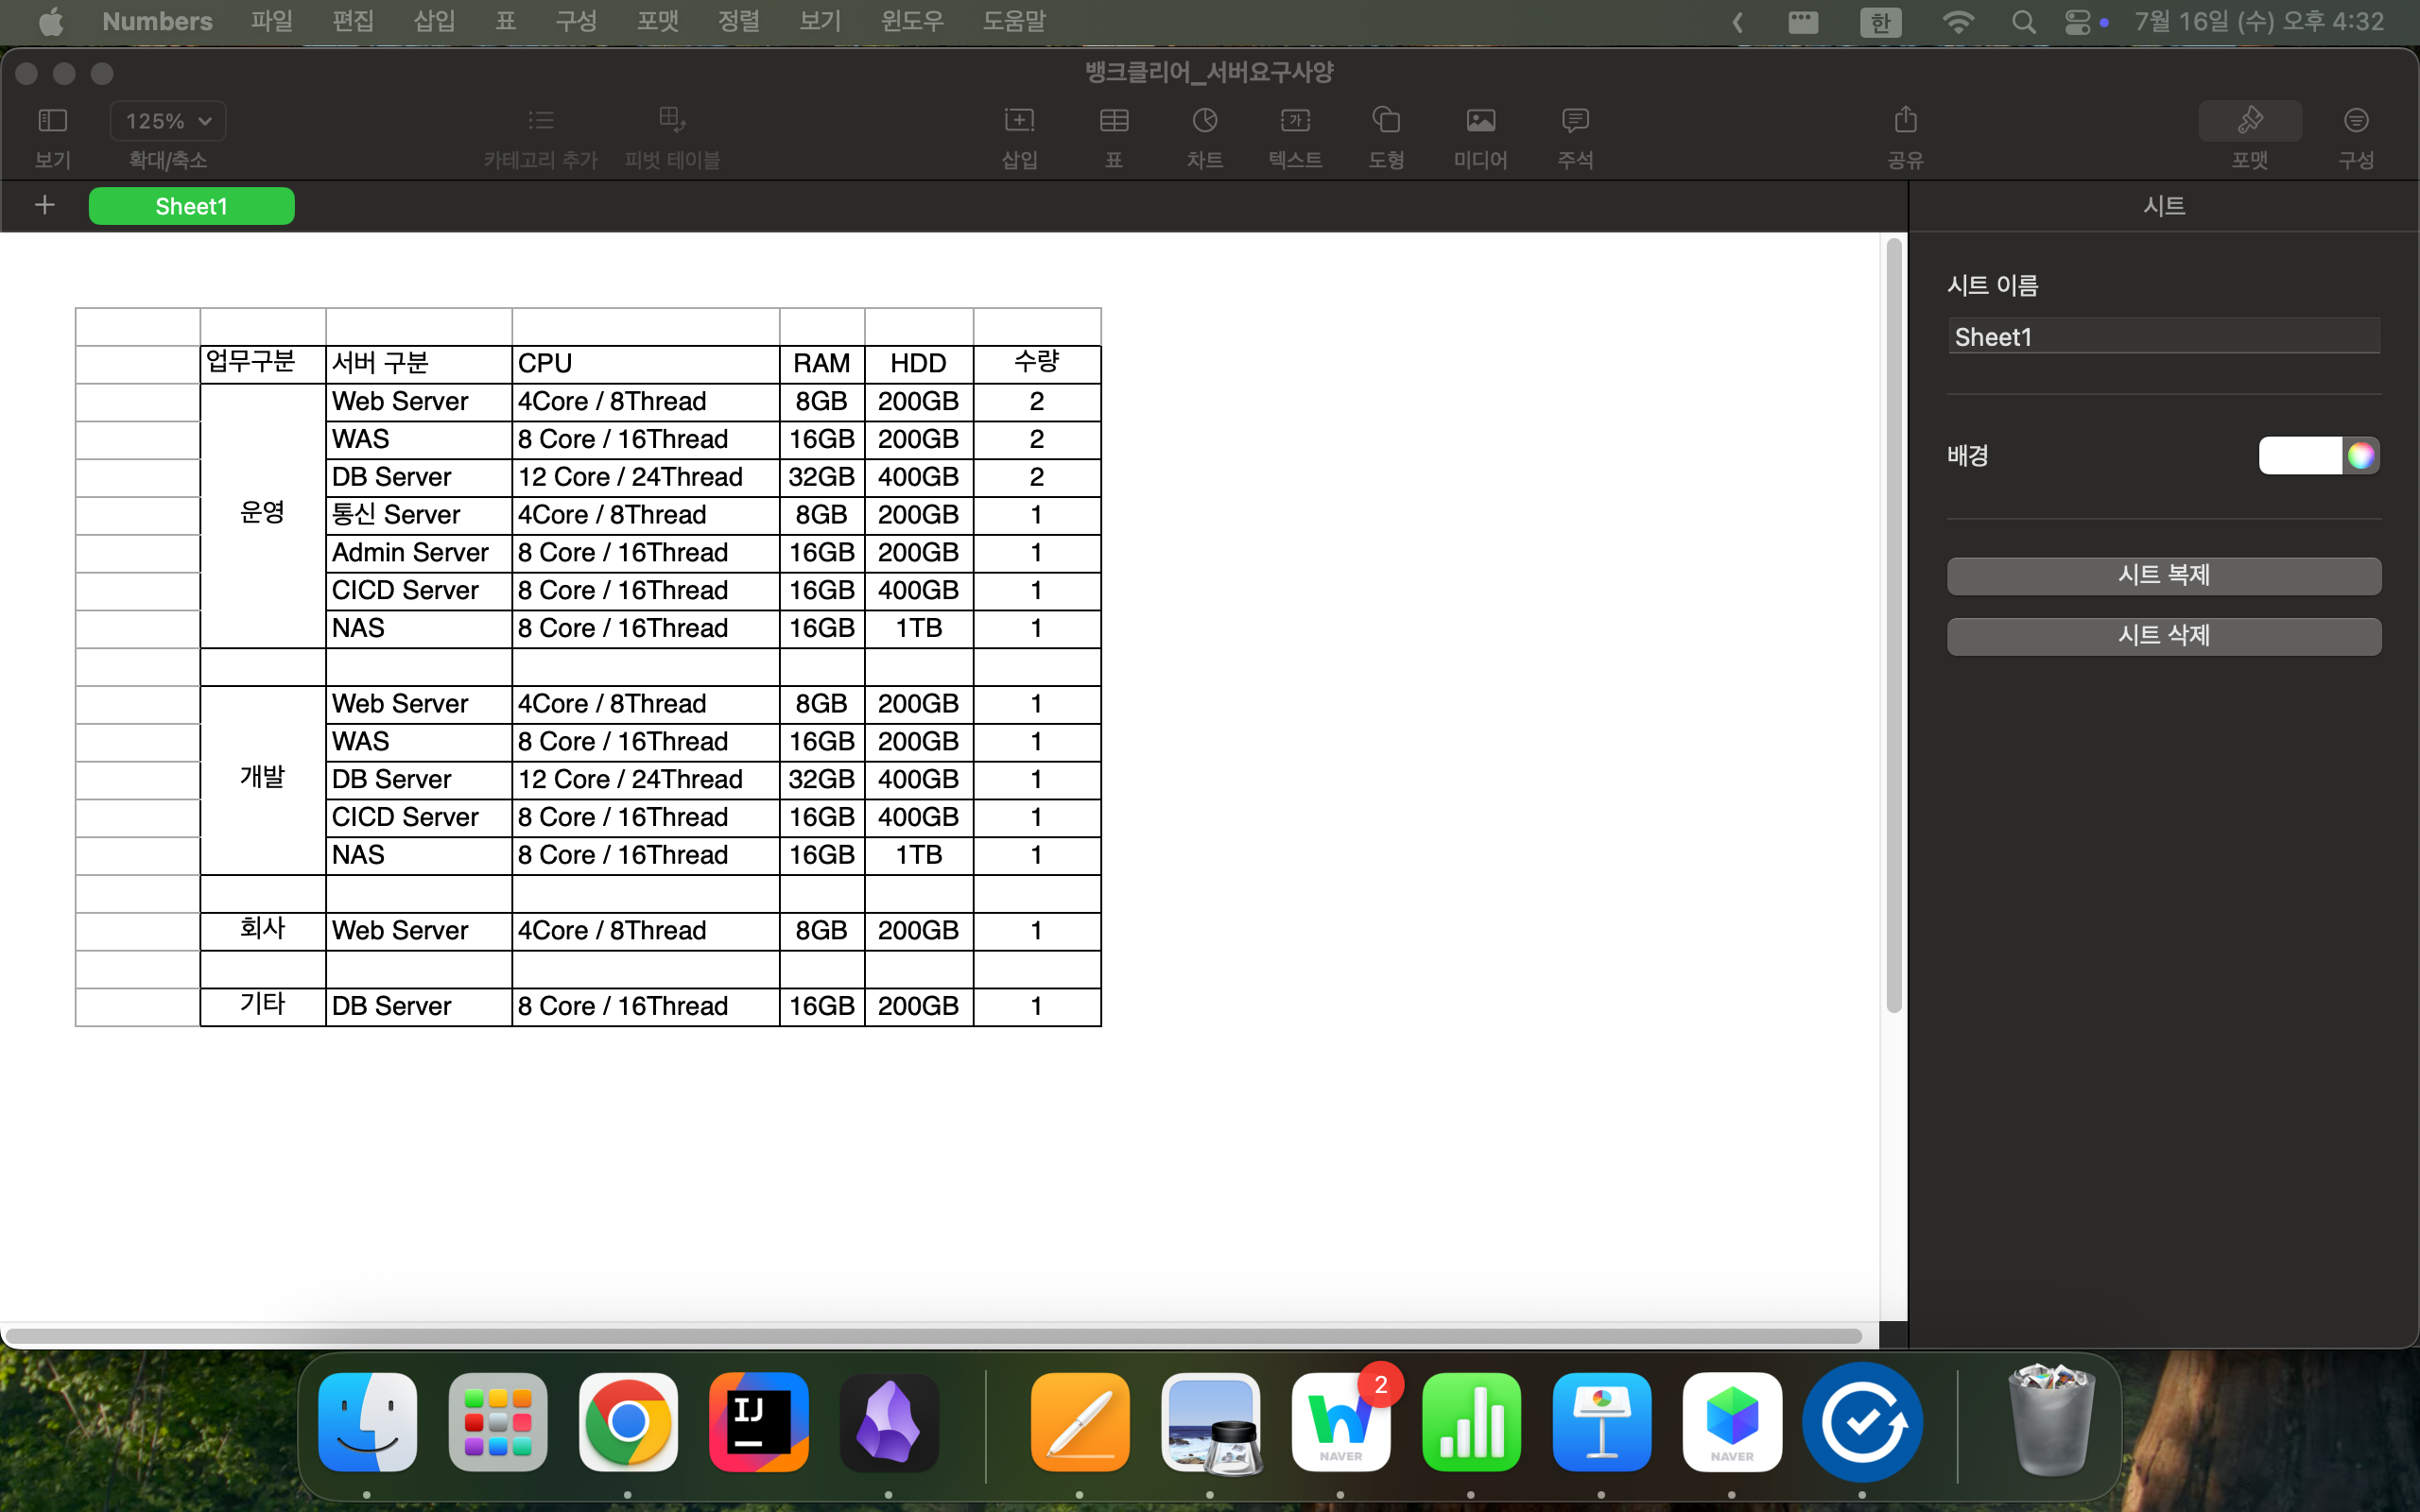 Numbers 파일 편집 삽입 표 구성 포맷 정렬 보기 윈도우 도움말 한 7월 16일 (수) 오후 4:32
뱅크클리어_서버요구사양
125% 가
보기 확대/축소 카테고리 추가 피벗 테이블 삽입 표 차트 텍스트 도형 미디어 주석 공유 포맷 구성
Sheet1 시트
시트 이름
Sheet1
배경
시트 복제
시트 삭제
업무구분 서버 구분 CPU RAM HDD 수량
Web Server 4Core / 8Thread 8GB 200GB 2
WAS 8 Core / 16Thread 16GB 200GB 2
DB Server 12 Core / 24Thread 32GB 400GB 2
운영 통신 Server 4Core / 8Thread 8GB 200GB 1
Admin Server 8 Core / 16Thread 16GB 200GB 1
CICD Server 8 Core / 16Thread 16GB 400GB 1
NAS 8 Core / 16Thread 16GB 1TB 1
Web Server 4Core / 8Thread 8GB 200GB 1
WAS 8 Core / 16Thread 16GB 200GB 1
개발 DB Server 12 Core / 24Thread 32GB 400GB 1
CICD Server 8 Core / 16Thread 16GB 400GB 1
NAS 8 Core / 16Thread 16GB 1TB 1
회사 Web Server 4Core / 8Thread 8GB 200GB 1
기타 DB Server 8 Core / 16Thread 16GB 200GB 1
2
IJ
NAVER NAVER